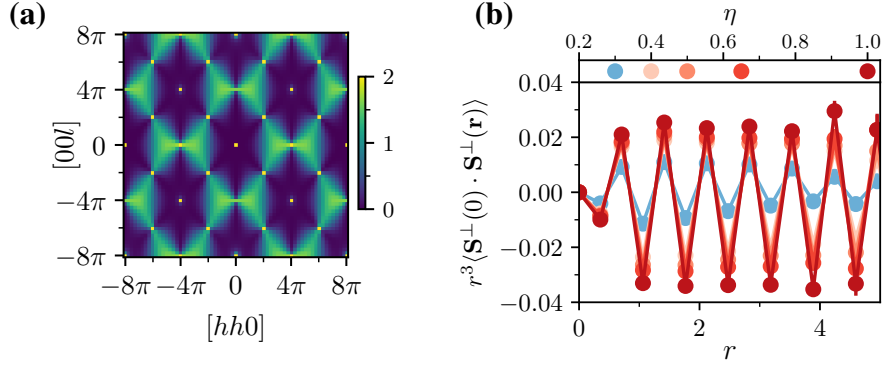 (a)
[00l]
8π
4π
0
−4π
−8π
−8π −4π 0 4π 8π
[hh0]
2
1
0
(b)
η
0.2 0.4 0.6 0.8 1.0
r³⟨S^⊥(0) · S^⊥(r)⟩
0.04
0.02
0.00
−0.02
−0.04
0 2 4
r